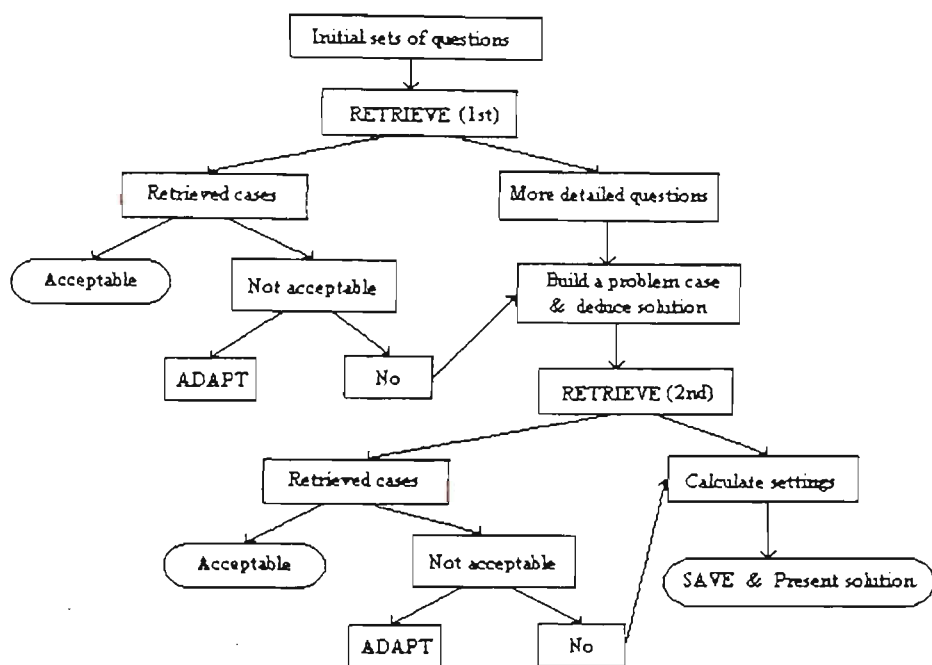 Initial sets of questions
RETRIEVE (1st)
Retrieved cases
More detailed questions
Acceptable
Not acceptable
Build a problem case
& deduce solution
ADAPT
No
RETRIEVE (2nd)
Retrieved cases
Calculate settings
Acceptable
Not acceptable
SAVE & Present solution
ADAPT
No